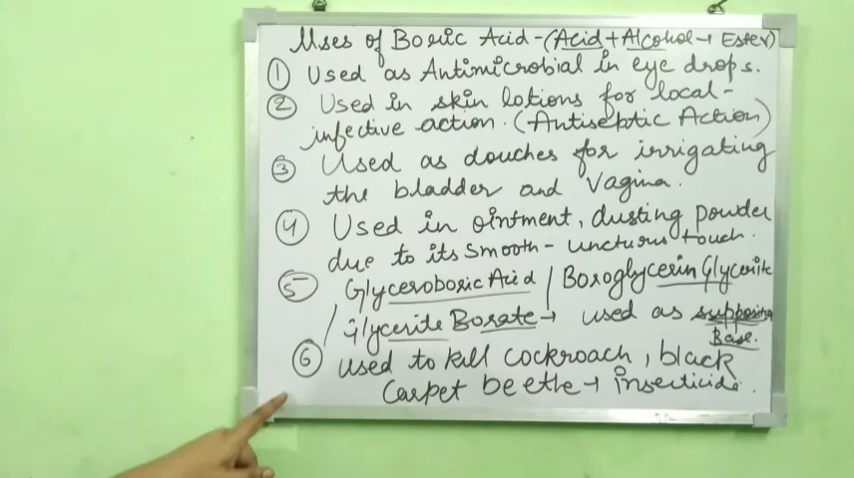 Uses of Boric Acid - (Acid + Alcohol → Ester)
① Used as Antimicrobial in eye drops.
② Used in skin lotions for local-
infective action. (Antiseptic Action)
③ Used as douches for irrigating
the bladder and Vagina.
④ Used in ointment, dusting powder
due to its smooth - unctuus touch.
⑤ Glyceroboric Acid / Boroglycerin Glycerite
/ Glycerite Borate → used as
Base.
⑥ used to kill cockroach, black
Carpet beetle → insecticide.